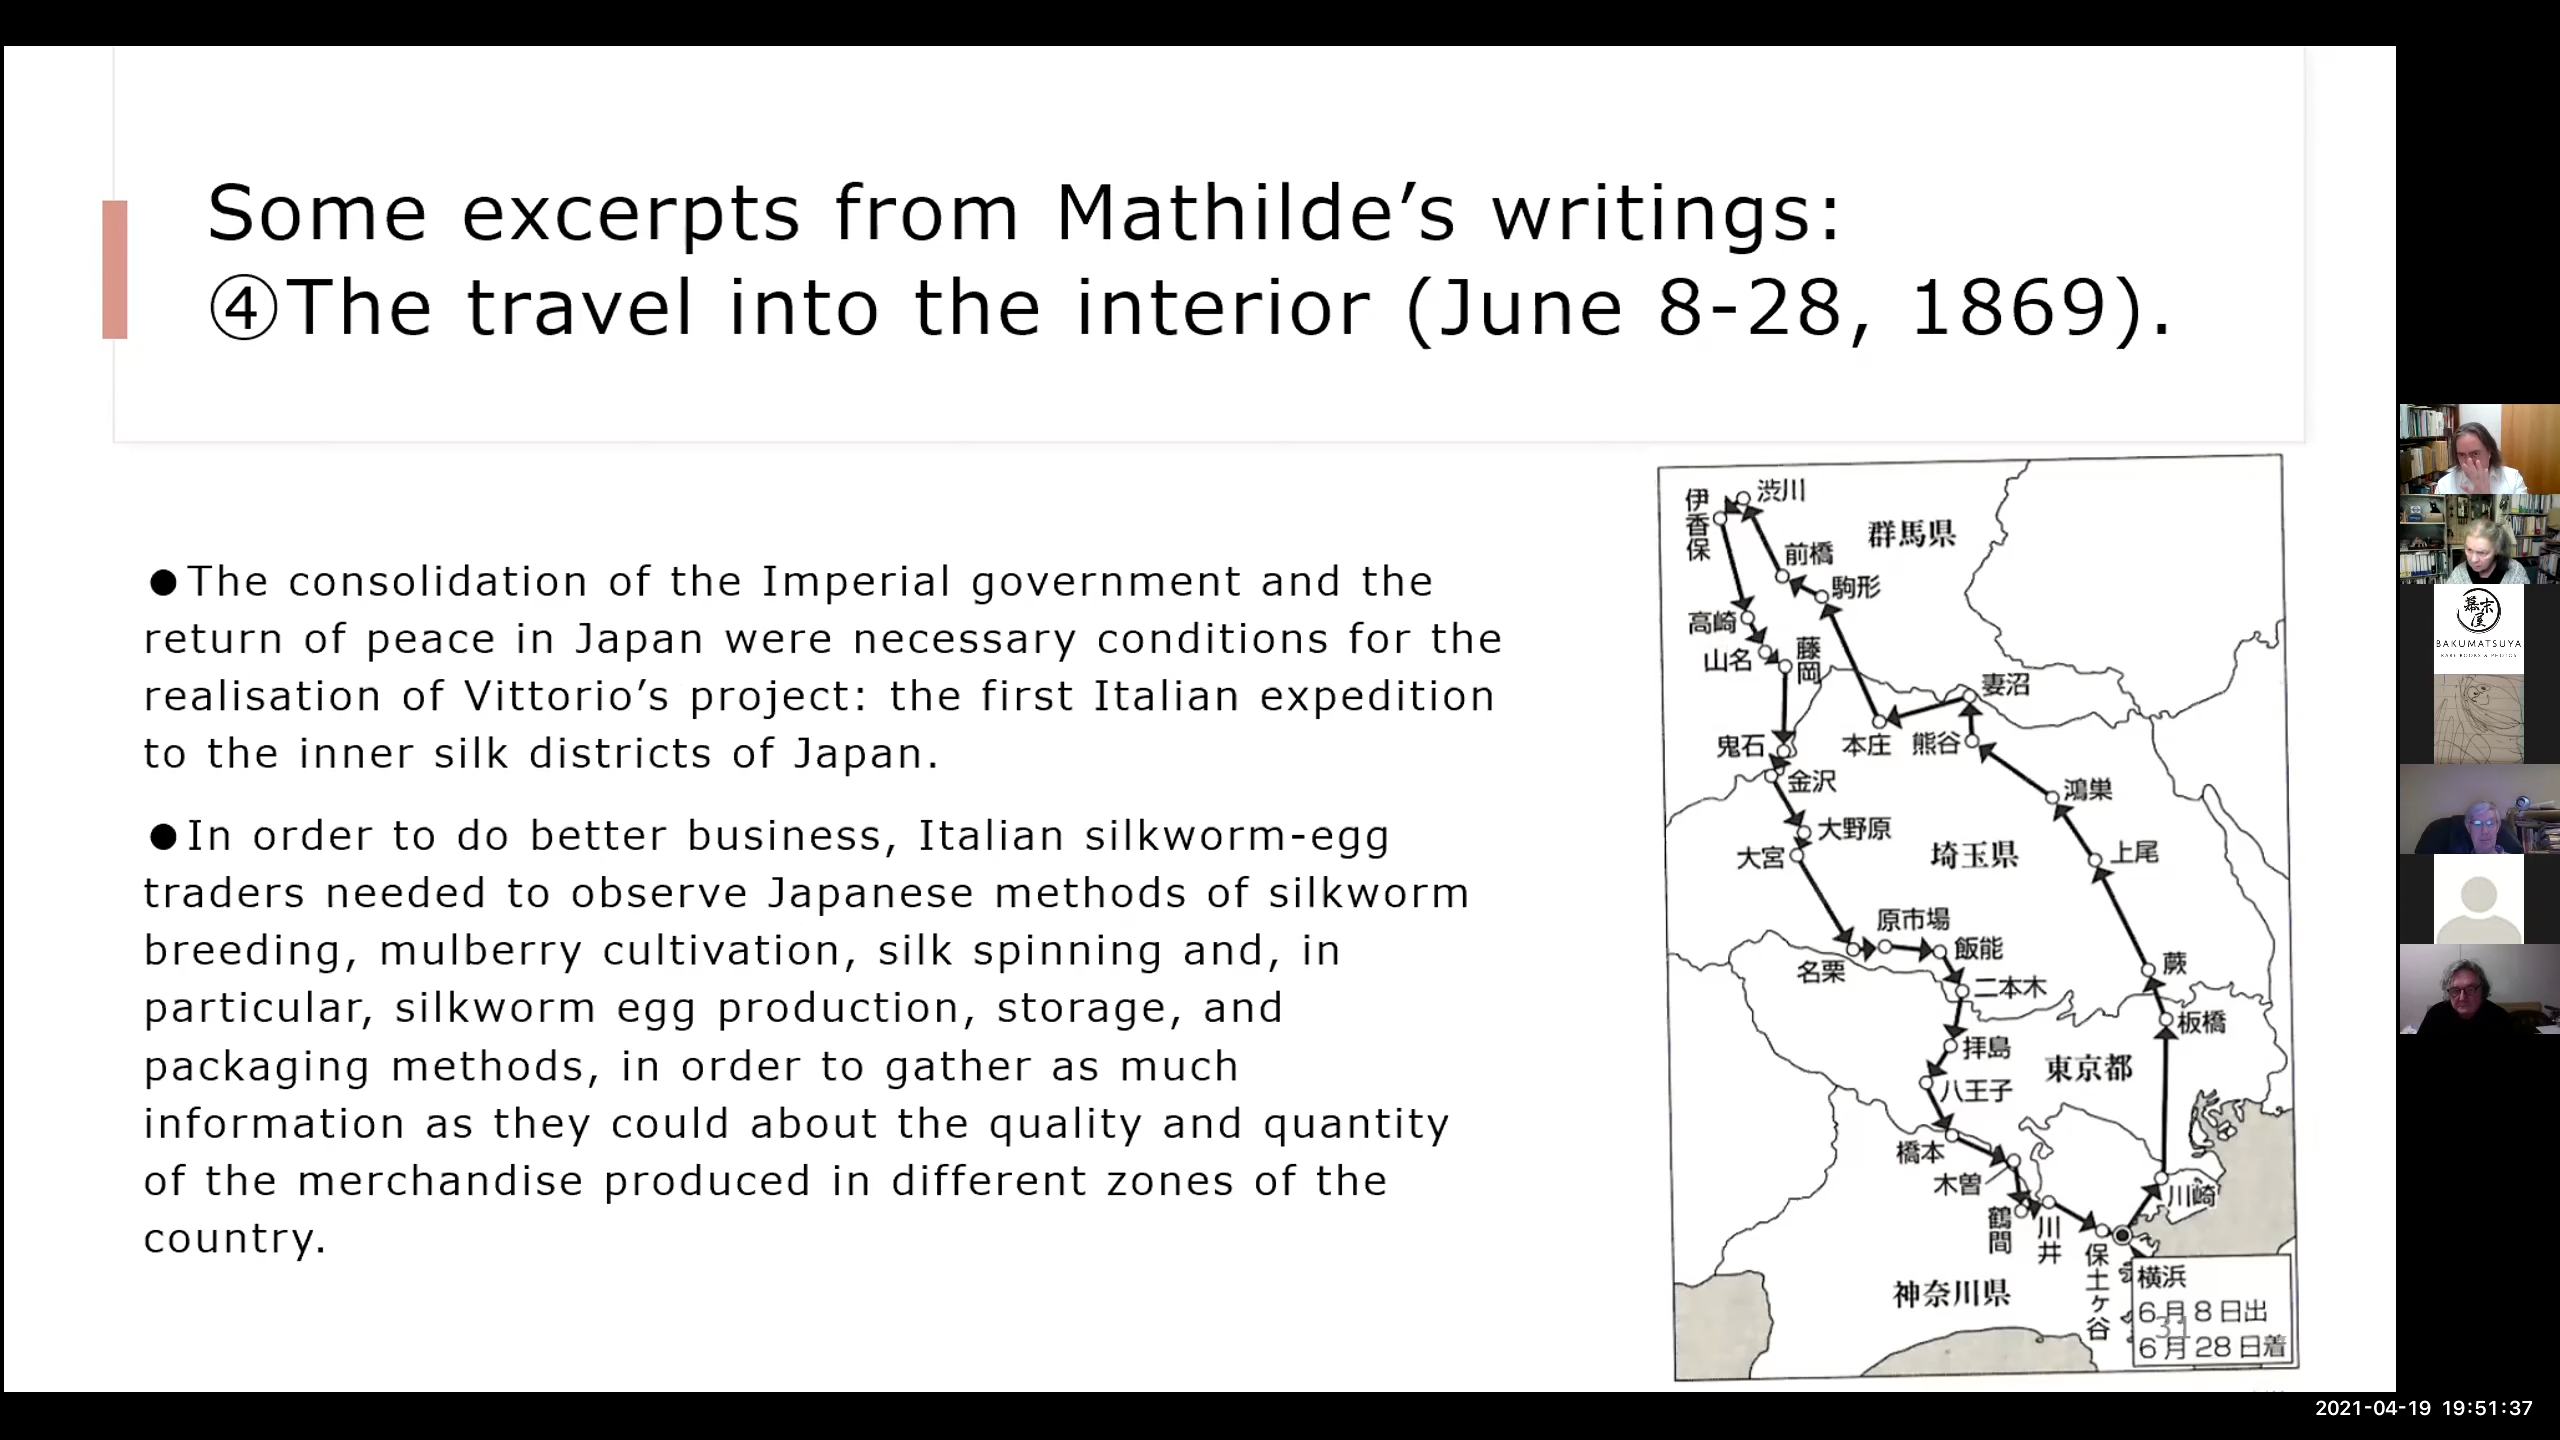 Some excerpts from Mathilde’s writings:
④The travel into the interior (June 8-28, 1869).
●The consolidation of the Imperial government and the
return of peace in Japan were necessary conditions for the
realisation of Vittorio’s project: the first Italian expedition
to the inner silk districts of Japan.
●In order to do better business, Italian silkworm-egg
traders needed to observe Japanese methods of silkworm
breeding, mulberry cultivation, silk spinning and, in
particular, silkworm egg production, storage, and
packaging methods, in order to gather as much
information as they could about the quality and quantity
of the merchandise produced in different zones of the
country.
渋川
伊香保
群馬県
前橋
駒形
高崎
山名
藤岡
妻沼
鬼石
本庄
熊谷
金沢
鴻巣
大野原
大宮
埼玉県
上尾
原市場
飯能
名栗
蕨
二本木
板橋
拝島
東京都
八王子
橋本
木曽
川崎
鶴間
川井
保土ヶ谷
神奈川県
横浜
6月8日出
6月28日着
31
幕末屋
BAKUMATSUYA
RARE BOOKS & PHOTOS
2021-04-19 19:51:37